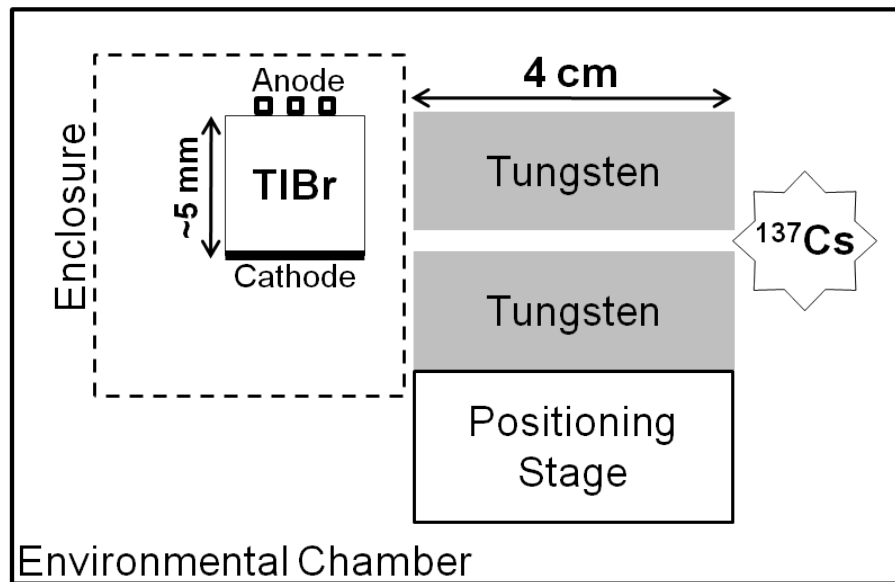 Anode
4 cm
Enclosure
~5 mm
TlBr
Tungsten
137Cs
Cathode
Tungsten
Positioning
Stage
Environmental Chamber